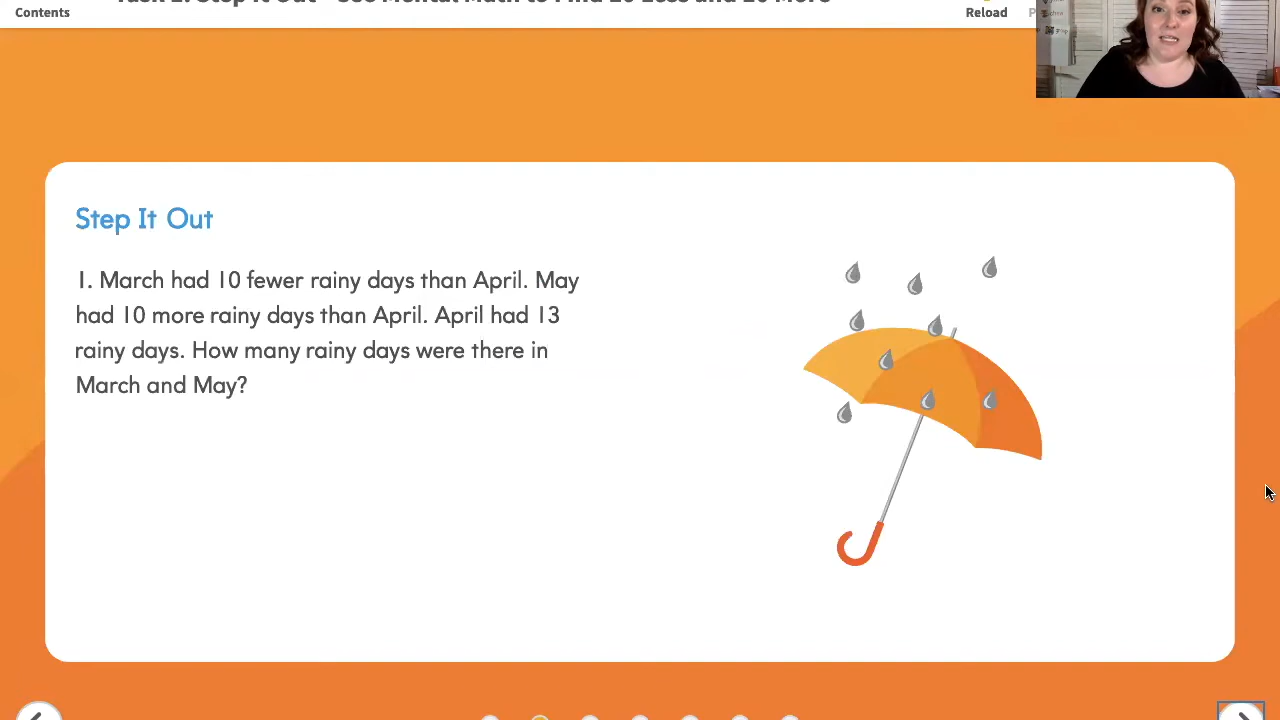 Contents
Reload
Step It Out
1. March had 10 fewer rainy days than April. May
had 10 more rainy days than April. April had 13
rainy days. How many rainy days were there in
March and May?